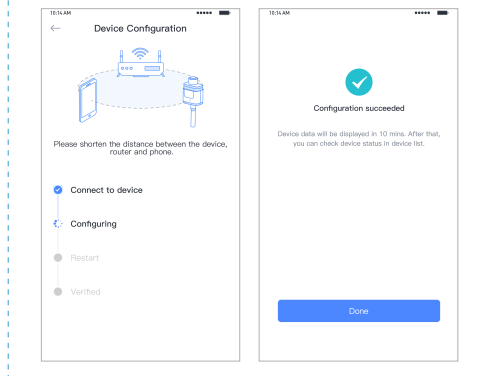 10:14 AM
Device Configuration
Please shorten the distance between the device,
router and phone.
Connect to device
Configuring
Restart
Verified
10:14 AM
Configuration succeeded
Device data will be displayed in 10 mins. After that,
you can check device status in device list.
Done